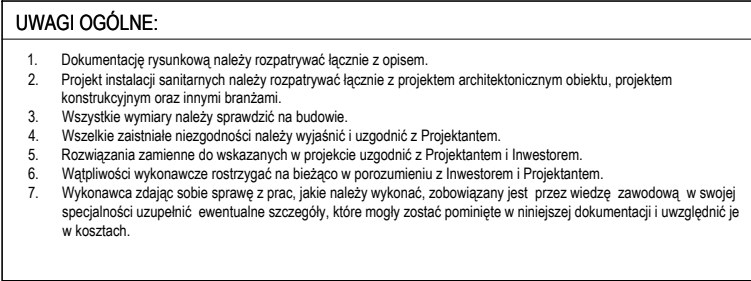 UWAGI OGÓLNE:
1. Dokumentację rysunkową należy rozpatrywać łącznie z opisem.
2. Projekt instalacji sanitarnych należy rozpatrywać łącznie z projektem architektonicznym obiektu, projektem
konstrukcyjnym oraz innymi branżami.
3. Wszystkie wymiary należy sprawdzić na budowie.
4. Wszelkie zaistniałe niezgodności należy wyjaśnić i uzgodnić z Projektantem.
5. Rozwiązania zamienne do wskazanych w projekcie uzgodnić z Projektantem i Inwestorem.
6. Wątpliwości wykonawcze rostrzygać na bieżąco w porozumieniu z Inwestorem i Projektantem.
7. Wykonawca zdając sobie sprawę z prac, jakie należy wykonać, zobowiązany jest przez wiedzę zawodową w swojej
specjalności uzupełnić ewentualne szczegóły, które mogły zostać pominięte w niniejszej dokumentacji i uwzględnić je
w kosztach.